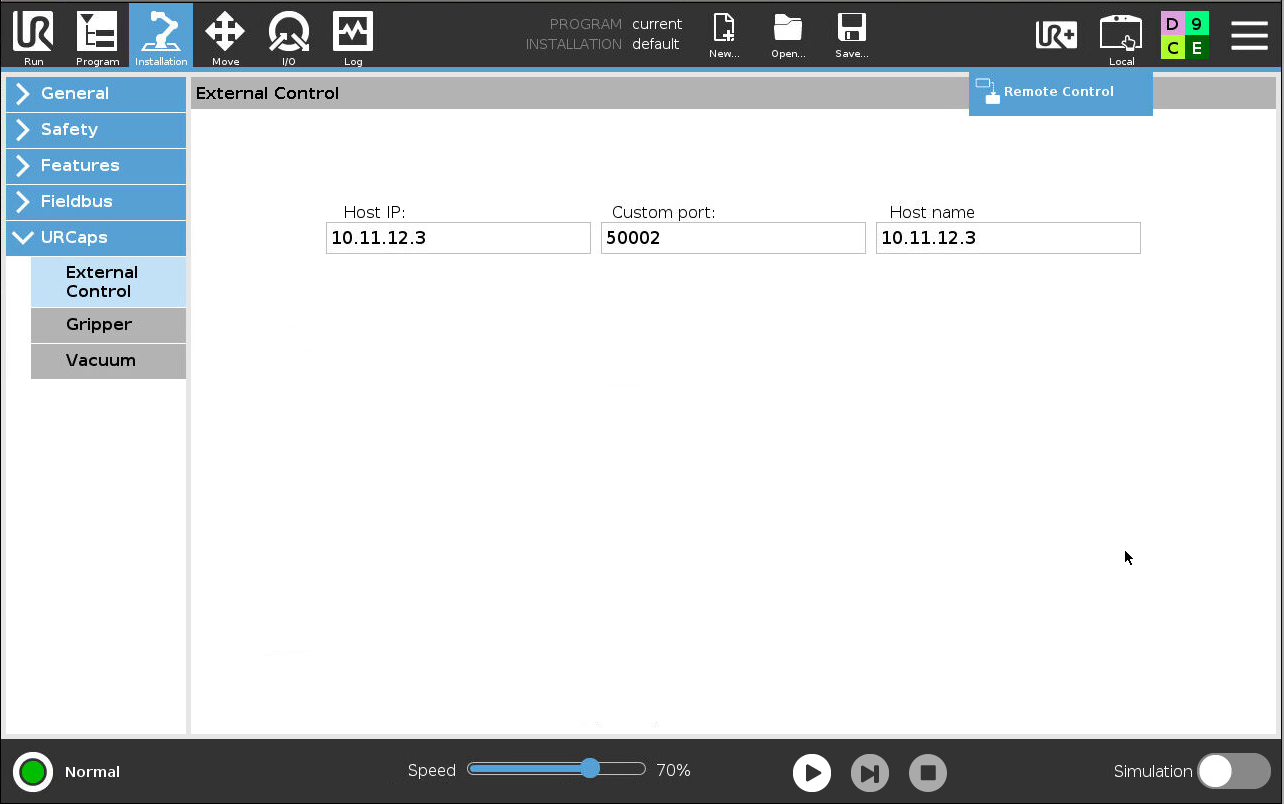 PROGRAM current
INSTALLATION default
UR
UR+
D 9
C E
Run Program Installation Move I/O Log New... Open... Save... Local
General
Safety
Features
Fieldbus
URCaps
External
Control
Gripper
Vacuum
External Control
Remote Control
Host IP: Custom port: Host name
10.11.12.3 50002 10.11.12.3
Normal Speed 70% Simulation